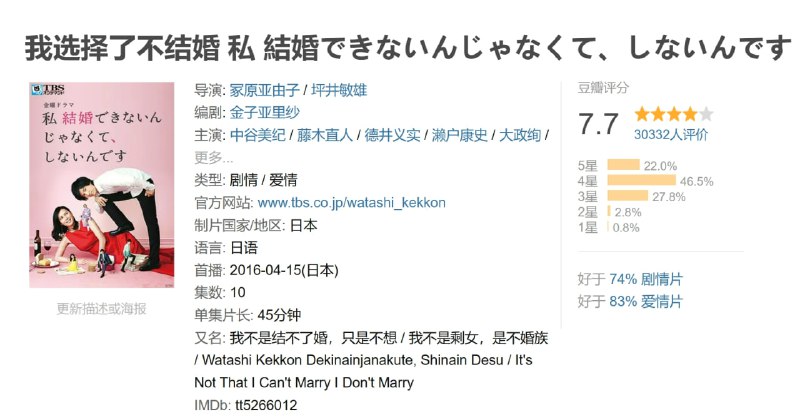 我选择了不结婚 私 結婚できないんじゃなくて、しないんです
TBS
金曜ドラマ
私 結婚できないん
じゃなくて、
しないんです
更新描述或海报
导演: 冢原亚由子 / 坪井敏雄
编剧: 金子亚里纱
主演: 中谷美纪 / 藤木直人 / 德井义实 / 濑户康史 / 大政绚 /
更多...
类型: 剧情 / 爱情
官方网站: www.tbs.co.jp/watashi_kekkon
制片国家/地区: 日本
语言: 日语
首播: 2016-04-15(日本)
集数: 10
单集片长: 45分钟
又名: 我不是结不了婚，只是不想 / 我不是剩女，是不婚族
/ Watashi Kekkon Dekinainjanakute, Shinain Desu / It's
Not That I Can't Marry I Don't Marry
IMDb: tt5266012
豆瓣评分
7.7
30332人评价
5星 22.0%
4星 46.5%
3星 27.8%
2星 2.8%
1星 0.8%
好于 74% 剧情片
好于 83% 爱情片